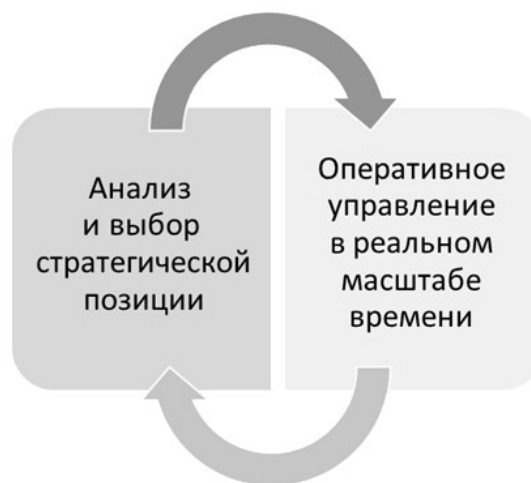 Анализ
и выбор
стратегической
позиции
Оперативное
управление
в реальном
масштабе
времени